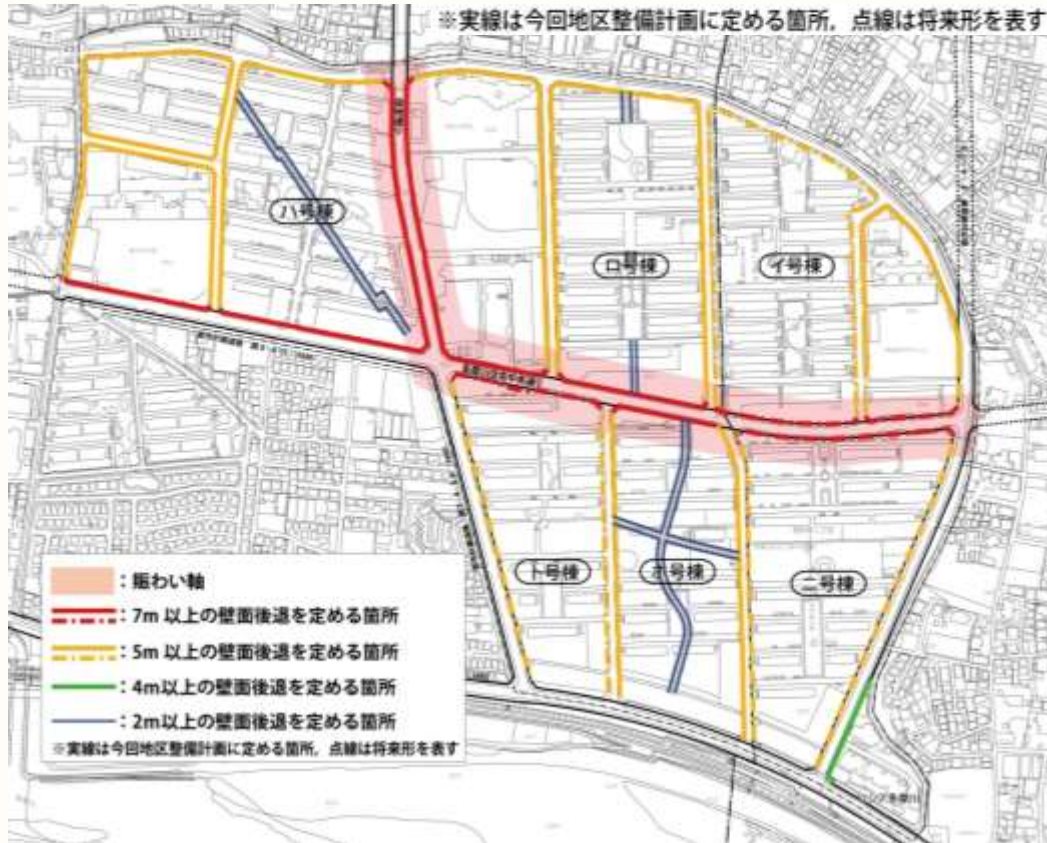 ※実線は今回地区整備計画に定める箇所，点線は将来形を表す
ハ号棟
ロ号棟
イ号棟
ト号棟
ホ号棟
ニ号棟
：賑わい軸
：7m 以上の壁面後退を定める箇所
：5m 以上の壁面後退を定める箇所
：4m以上の壁面後退を定める箇所
：2m以上の壁面後退を定める箇所
※実線は今回地区整備計画に定める箇所，点線は将来形を表す